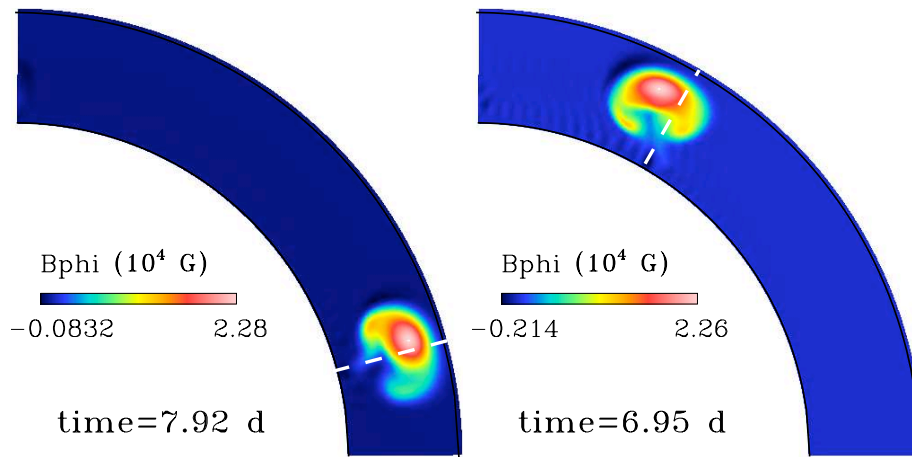 Bphi (10⁴ G)
−0.0832 2.28
time=7.92 d
Bphi (10⁴ G)
−0.214 2.26
time=6.95 d